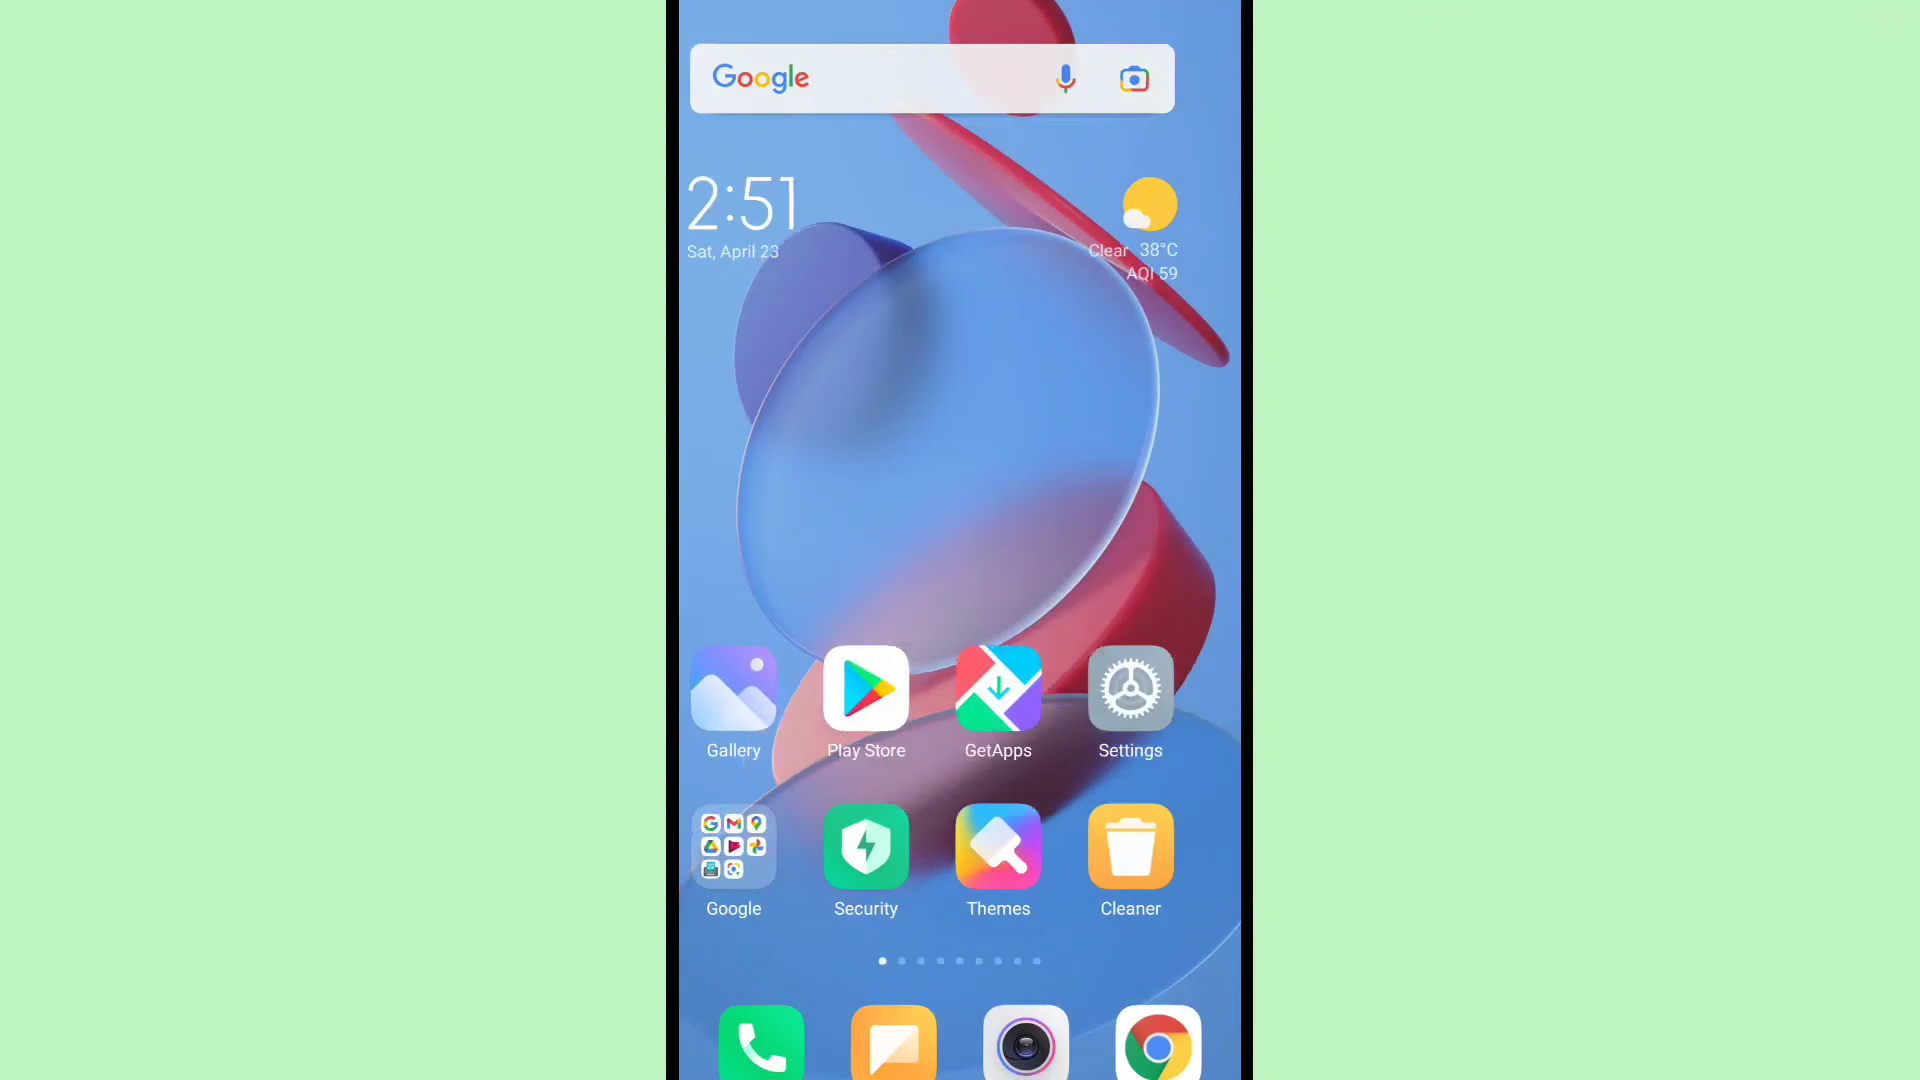 Google
2:51
Sat, April 23
Clear 38°C
AQI 59
Gallery Play Store GetApps Settings
Google Security Themes Cleaner